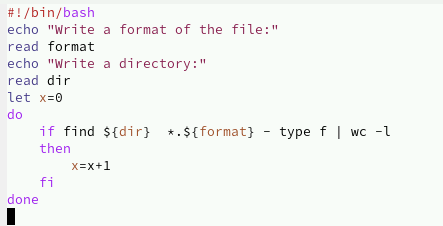 #!/bin/bash
echo "Write a format of the file:"
read format
echo "Write a directory:"
read dir
let x=0
do
    if find ${dir}  *.${format} - type f | wc -l
    then
        x=x+1
    fi
done